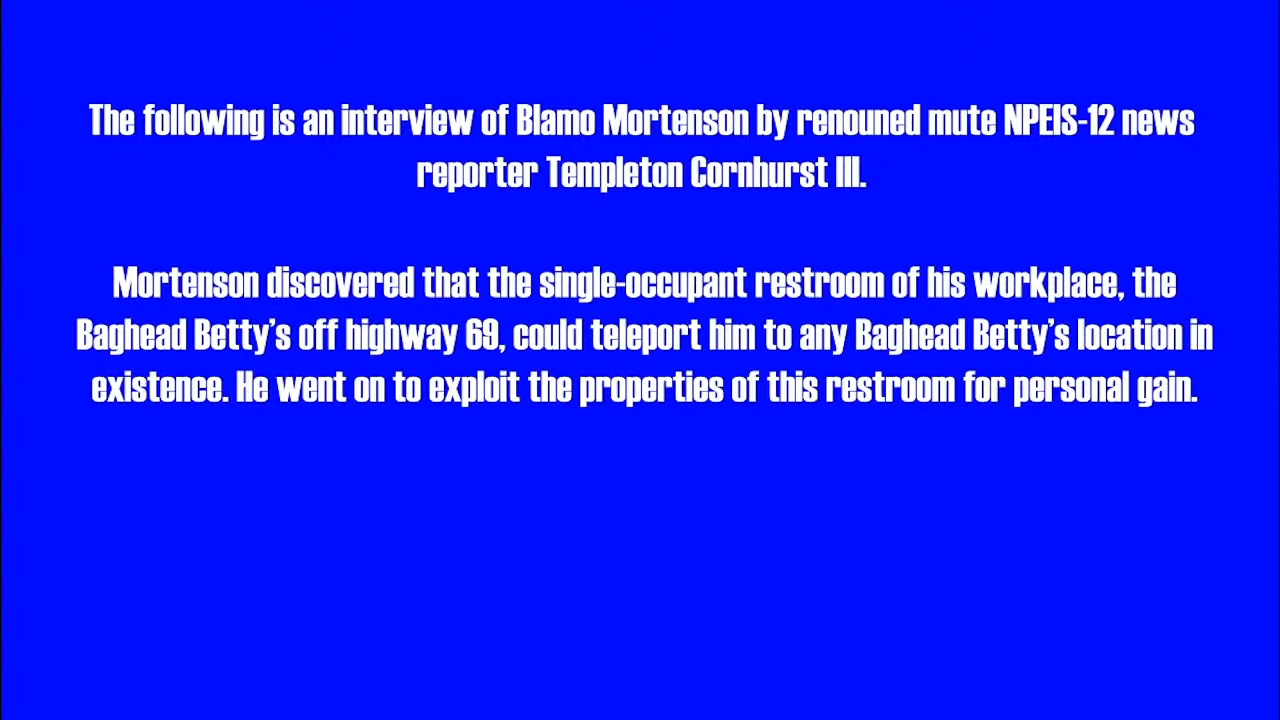 The following is an interview of Blamo Mortenson by renouned mute NPEIS-12 news
reporter Templeton Cornhurst III.
Mortenson discovered that the single-occupant restroom of his workplace, the
Baghead Betty's off highway 69, could teleport him to any Baghead Betty's location in
existence. He went on to exploit the properties of this restroom for personal gain.